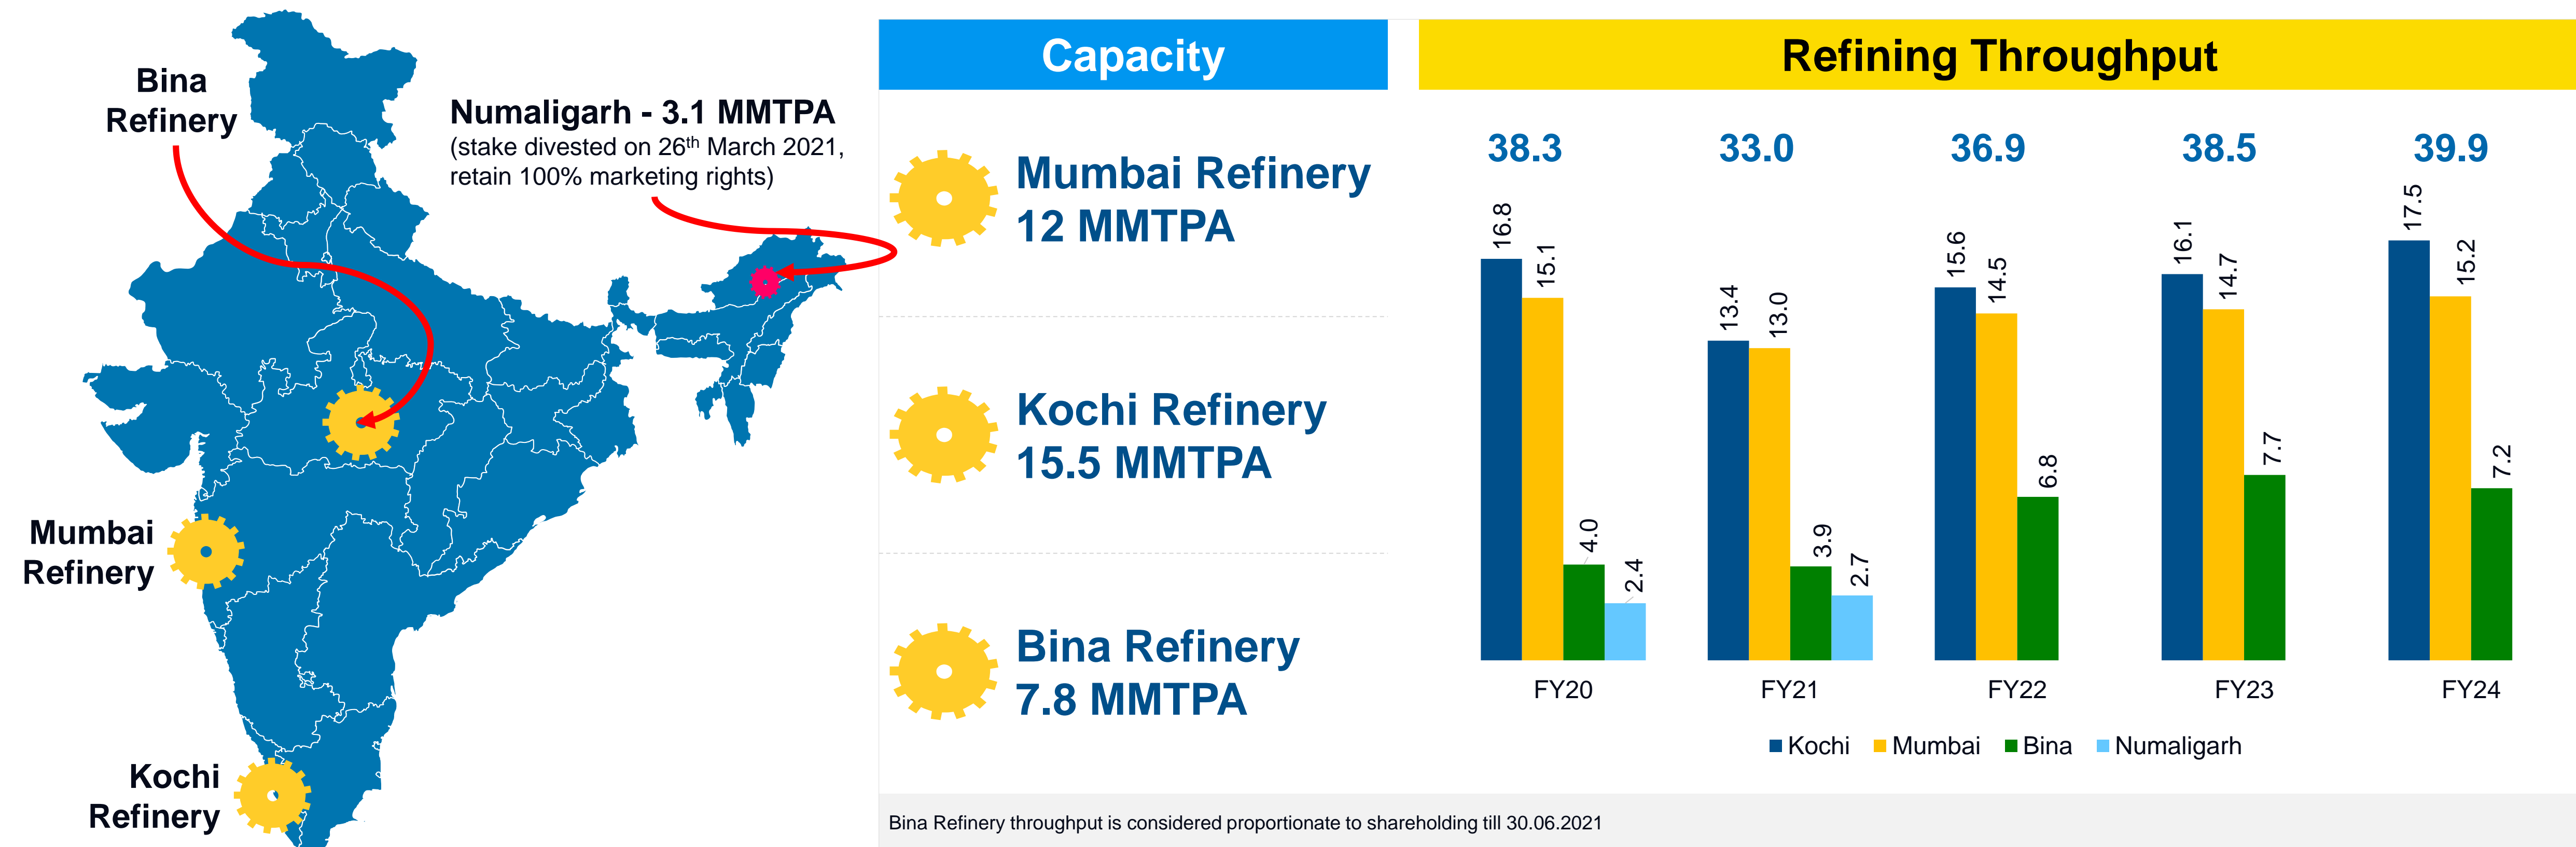 Bina
Refinery
Numaligarh - 3.1 MMTPA
(stake divested on 26th March 2021,
retain 100% marketing rights)
Mumbai
Refinery
Kochi
Refinery
Capacity
Mumbai Refinery
12 MMTPA
Kochi Refinery
15.5 MMTPA
Bina Refinery
7.8 MMTPA
Refining Throughput
38.3 33.0 36.9 38.5 39.9
16.8 15.1 4.0 2.4
13.4 13.0 3.9 2.7
15.6 14.5 6.8
16.1 14.7 7.7
17.5 15.2 7.2
FY20 FY21 FY22 FY23 FY24
Kochi Mumbai Bina Numaligarh
Bina Refinery throughput is considered proportionate to shareholding till 30.06.2021